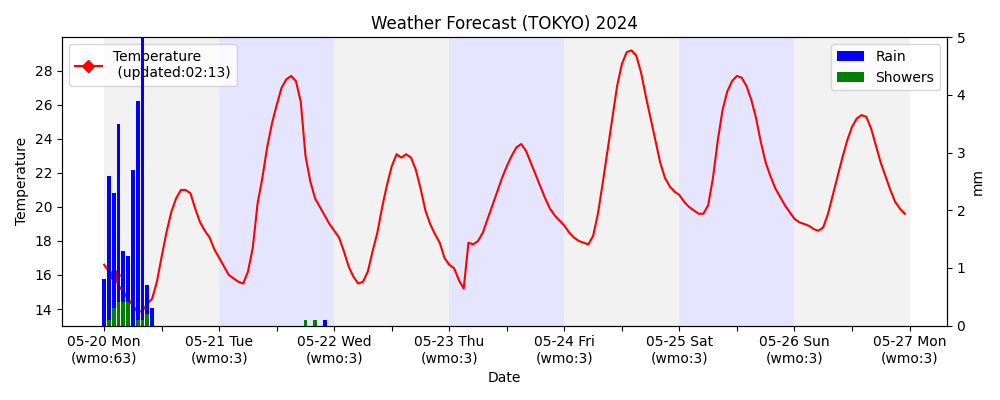 Weather Forecast (TOKYO) 2024
Temperature
(updated:02:13)
Rain
Showers
Temperature
28
26
24
22
20
18
16
14
5
4
3
2
1
0
mm
05-20 Mon
(wmo:63)
05-21 Tue
(wmo:3)
05-22 Wed
(wmo:3)
05-23 Thu
(wmo:3)
05-24 Fri
(wmo:3)
05-25 Sat
(wmo:3)
05-26 Sun
(wmo:3)
05-27 Mon
(wmo:3)
Date